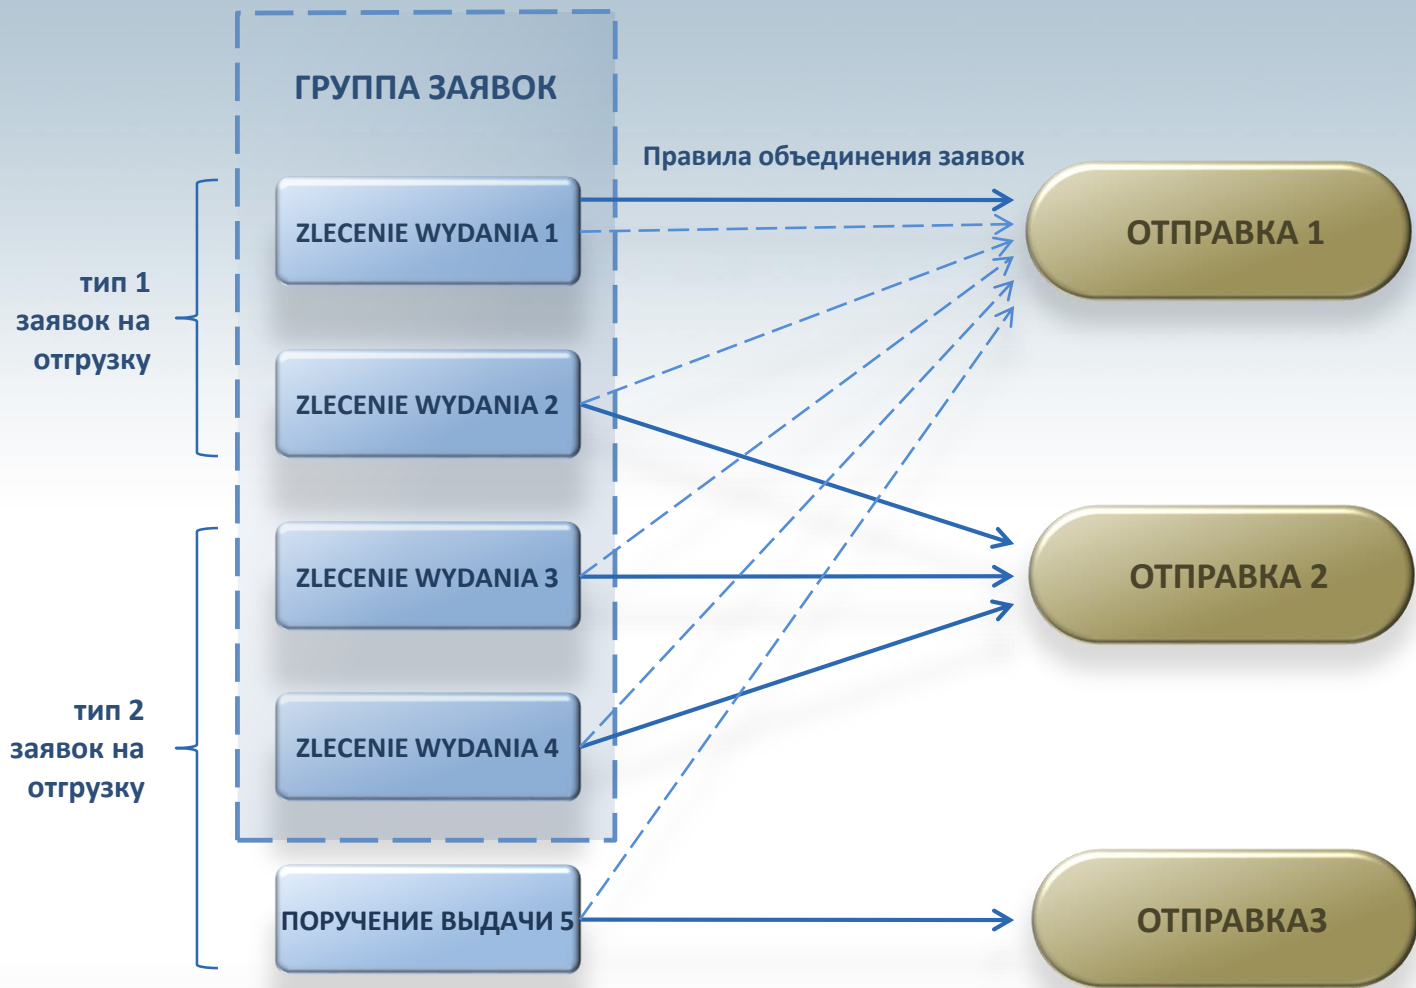 ГРУППА ЗАЯВОК
Правила объединения заявок
ZLECENIE WYDANIA 1
ОТПРАВКА 1
тип 1
заявок на
отгрузку
ZLECENIE WYDANIA 2
ZLECENIE WYDANIA 3
ОТПРАВКА 2
тип 2
заявок на
отгрузку
ZLECENIE WYDANIA 4
ПОРУЧЕНИЕ ВЫДАЧИ 5
ОТПРАВКА3